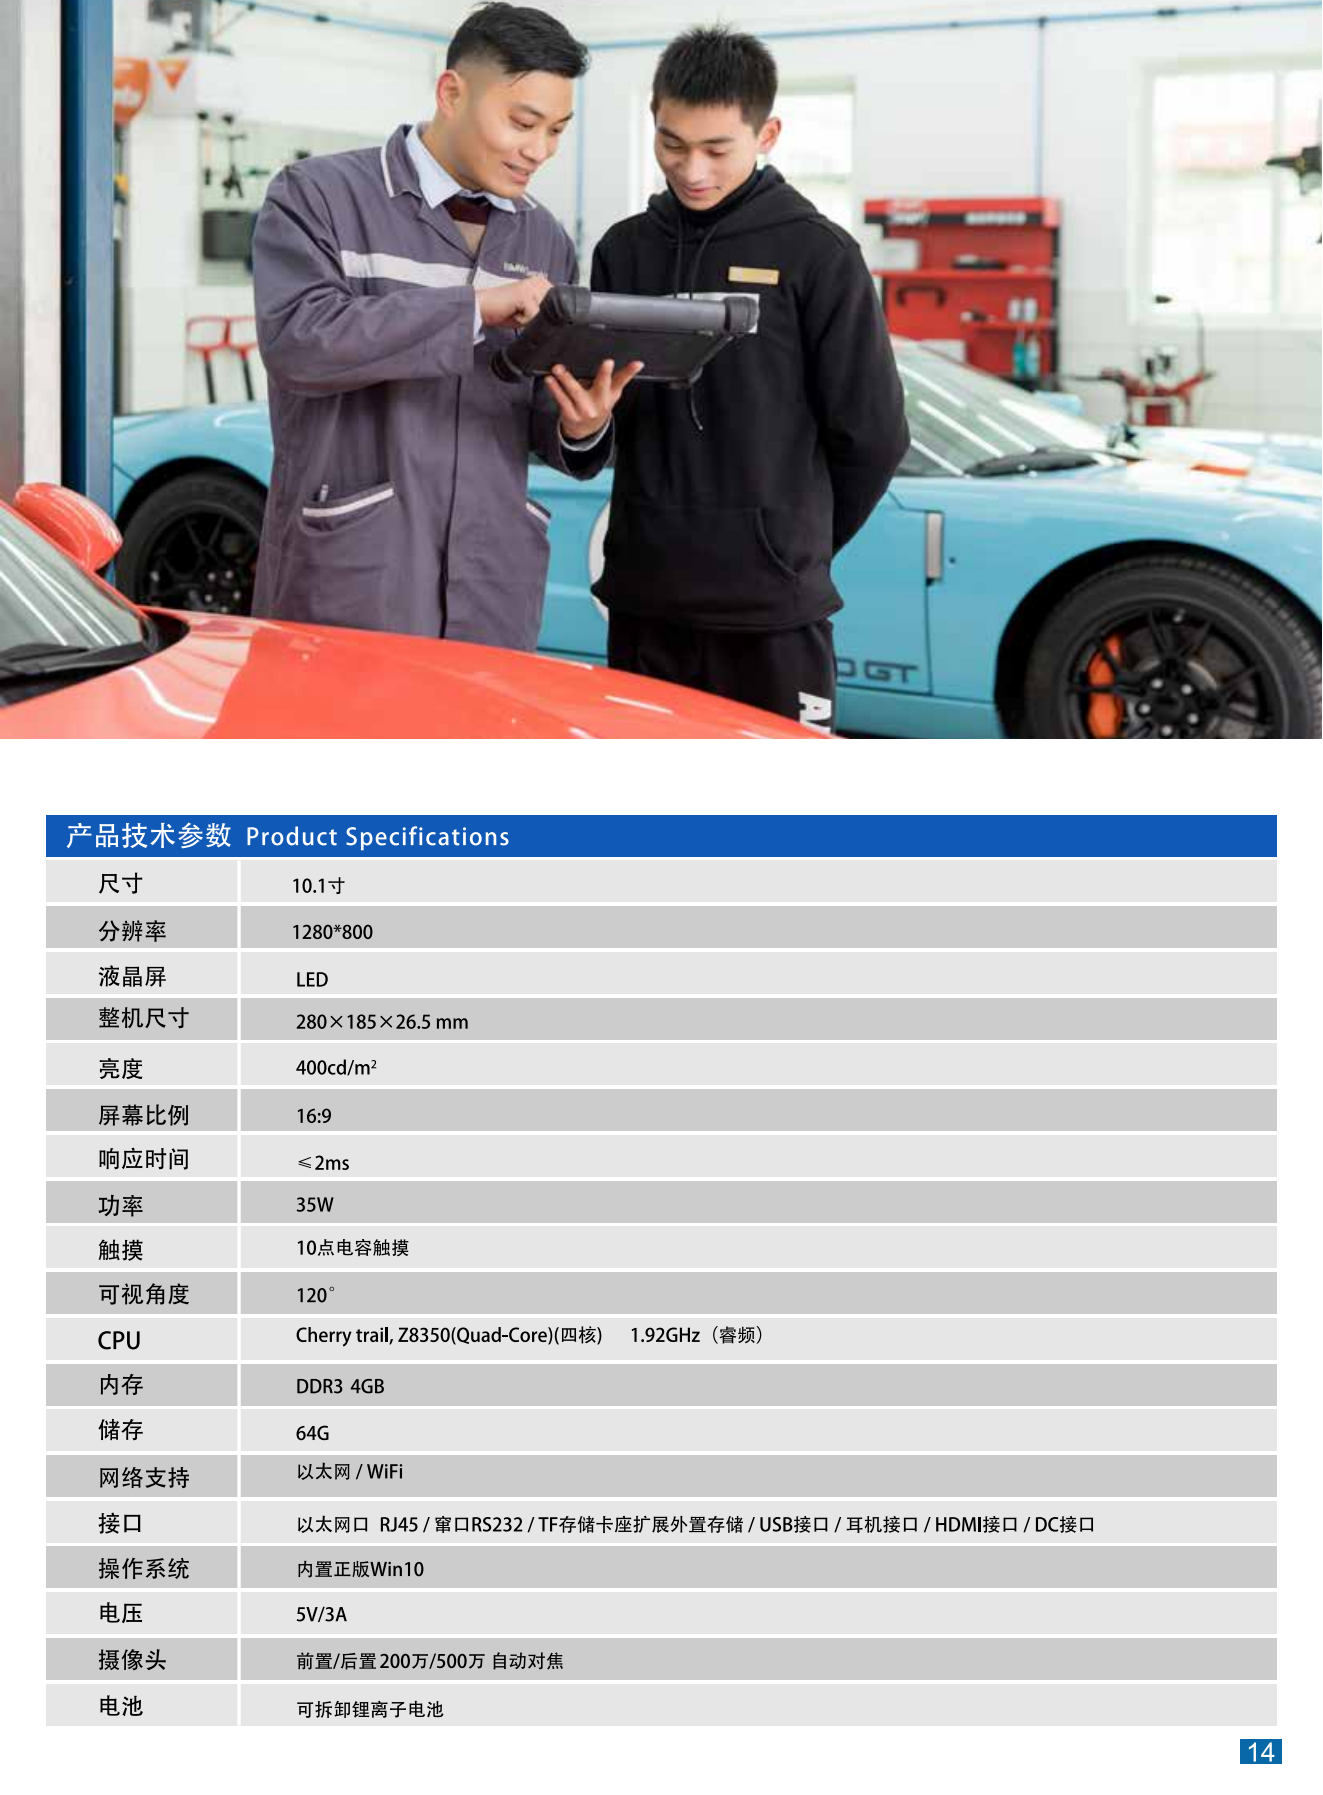 GT
产品技术参数 Product Specifications
尺寸 10.1寸
分辨率 1280*800
液晶屏 LED
整机尺寸 280×185×26.5 mm
亮度 400cd/m²
屏幕比例 16:9
响应时间 ≤2ms
功率 35W
触摸 10点电容触摸
可视角度 120°
CPU Cherry trail, Z8350(Quad-Core)(四核) 1.92GHz（睿频）
内存 DDR3 4GB
储存 64G
网络支持 以太网 / WiFi
接口 以太网口 RJ45 / 窜口RS232 / TF存储卡座扩展外置存储 / USB接口 / 耳机接口 / HDMI接口 / DC接口
操作系统 内置正版Win10
电压 5V/3A
摄像头 前置/后置200万/500万 自动对焦
电池 可拆卸锂离子电池
14